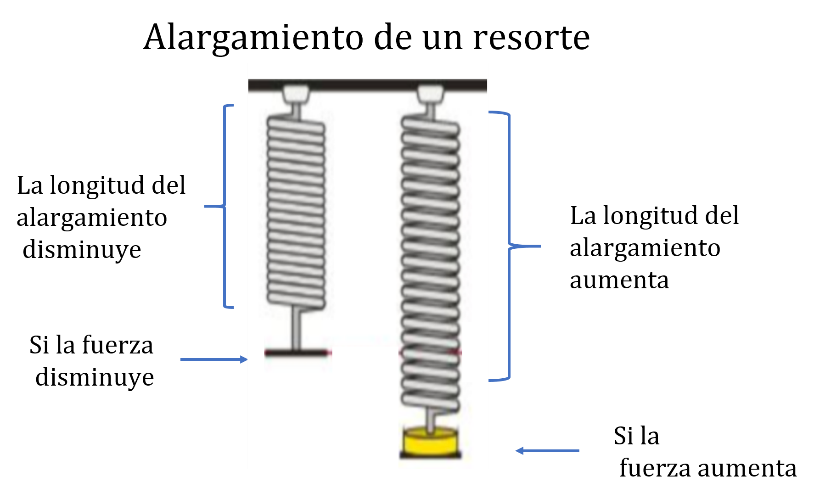 Alargamiento de un resorte
La longitud del
alargamiento
disminuye
Si la fuerza
disminuye
La longitud del
alargamiento
aumenta
Si la
fuerza aumenta